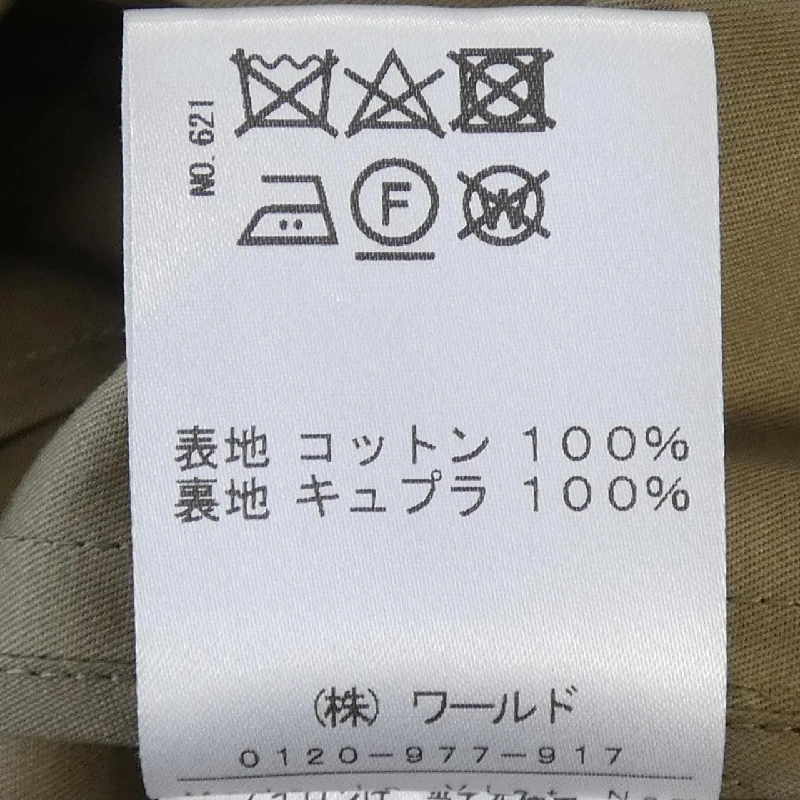 NO. 621
F
W
表地 コットン 100%
裏地 キュプラ 100%
(株) ワールド
0120-977-917